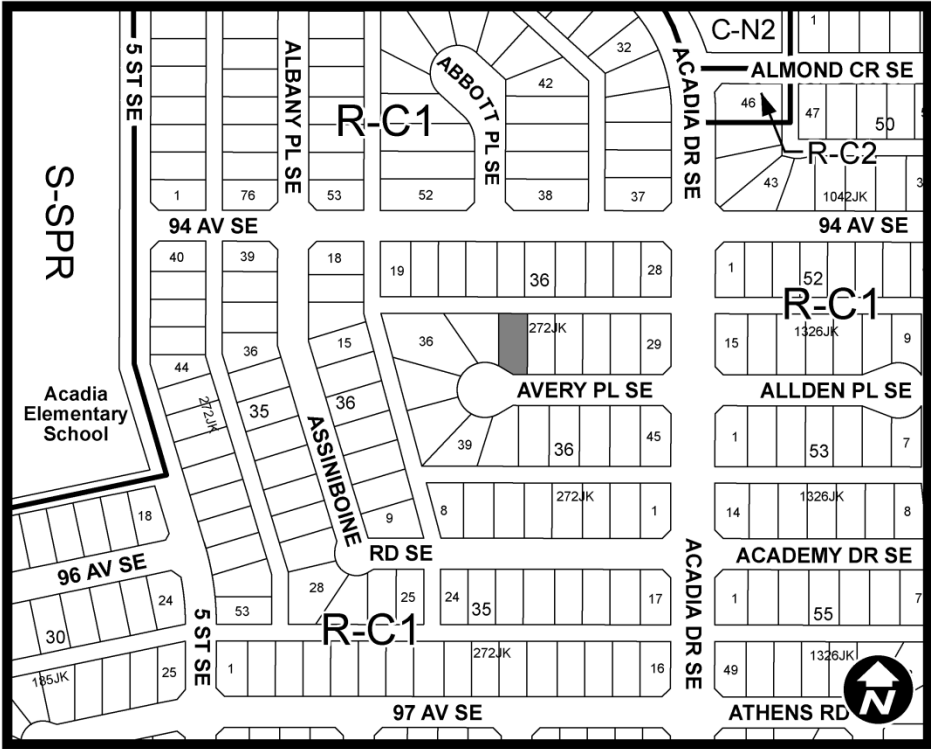 C-N2
1
32
5 ST SE
ALBANY PL SE
ABBOTT PL SE
ACADIA DR SE
ALMOND CR SE
42
46
47
50
R-C1
R-C2
S-SPR
43
1042JK
1
76
53
52
38
37
94 AV SE
94 AV SE
40
39
18
19
36
28
1
52
R-C1
36
272JK
29
15
1326JK
9
15
36
44
AVERY PL SE
ALLDEN PL SE
Acadia
Elementary
School
272JK
35
36
ASSINIBOINE
RD SE
39
36
45
1
53
7
18
9
8
272JK
1
14
1326JK
8
96 AV SE
ACADIA DR SE
ACADEMY DR SE
24
53
28
25
24
35
17
1
55
7
30
5 ST SE
R-C1
185JK
25
1
272JK
16
49
1326JK
97 AV SE
ATHENS RD
N